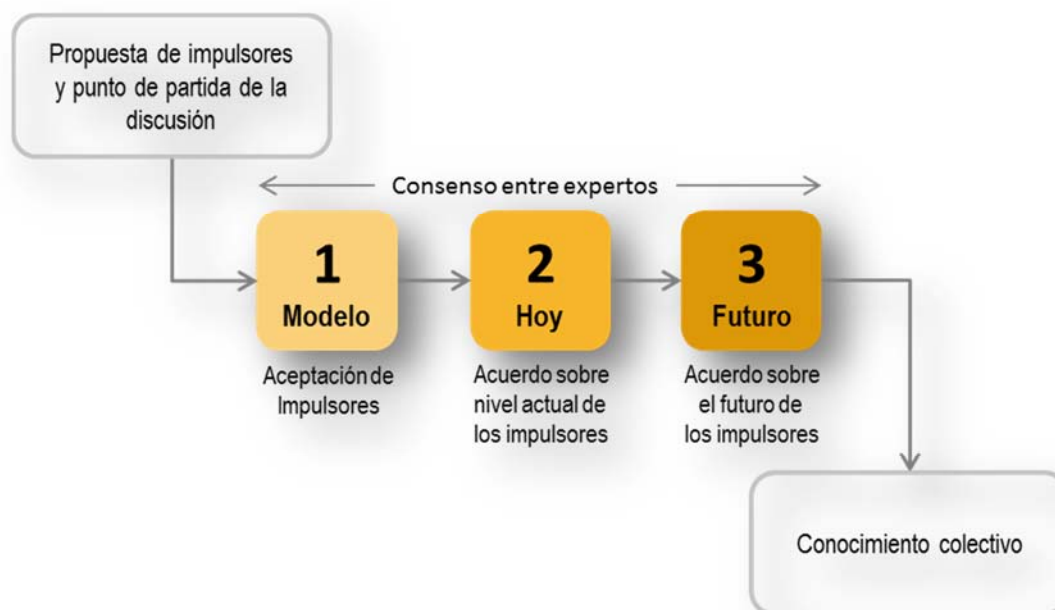 Propuesta de impulsores
y punto de partida de la
discusión
Consenso entre expertos
1
Modelo
Aceptación de
Impulsores
2
Hoy
Acuerdo sobre
nivel actual de
los impulsores
3
Futuro
Acuerdo sobre
el futuro de
los impulsores
Conocimiento colectivo